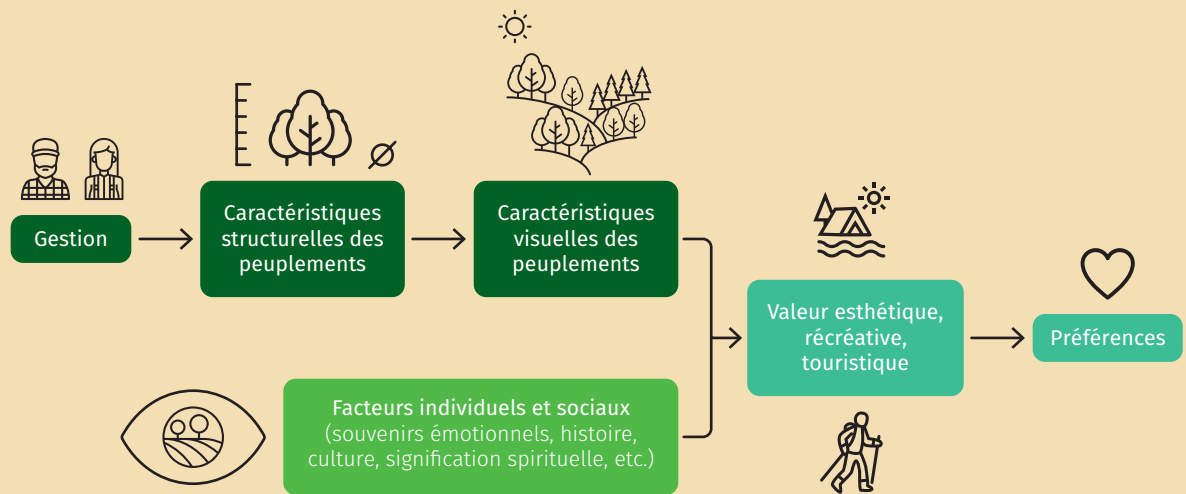 Gestion
Caractéristiques
structurelles des
peuplements
Caractéristiques
visuelles des
peuplements
Valeur esthétique,
récréative,
touristique
Préférences
Facteurs individuels et sociaux
(souvenirs émotionnels, histoire,
culture, signification spirituelle, etc.)